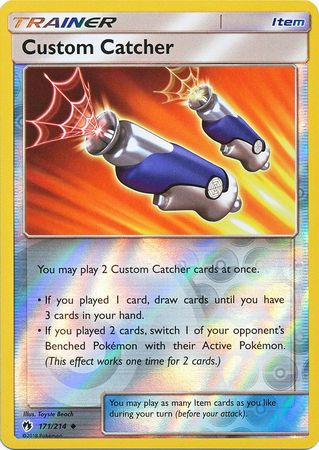 TRAINER
Item
Custom Catcher
You may play 2 Custom Catcher cards at once.
• If you played 1 card, draw cards until you have
3 cards in your hand.
• If you played 2 cards, switch 1 of your opponent's
Benched Pokémon with their Active Pokémon.
(This effect works one time for 2 cards.)
Illus. Toyste Beach
171/214
©2018 Pokémon
You may play as many Item cards as you like
during your turn (before your attack).